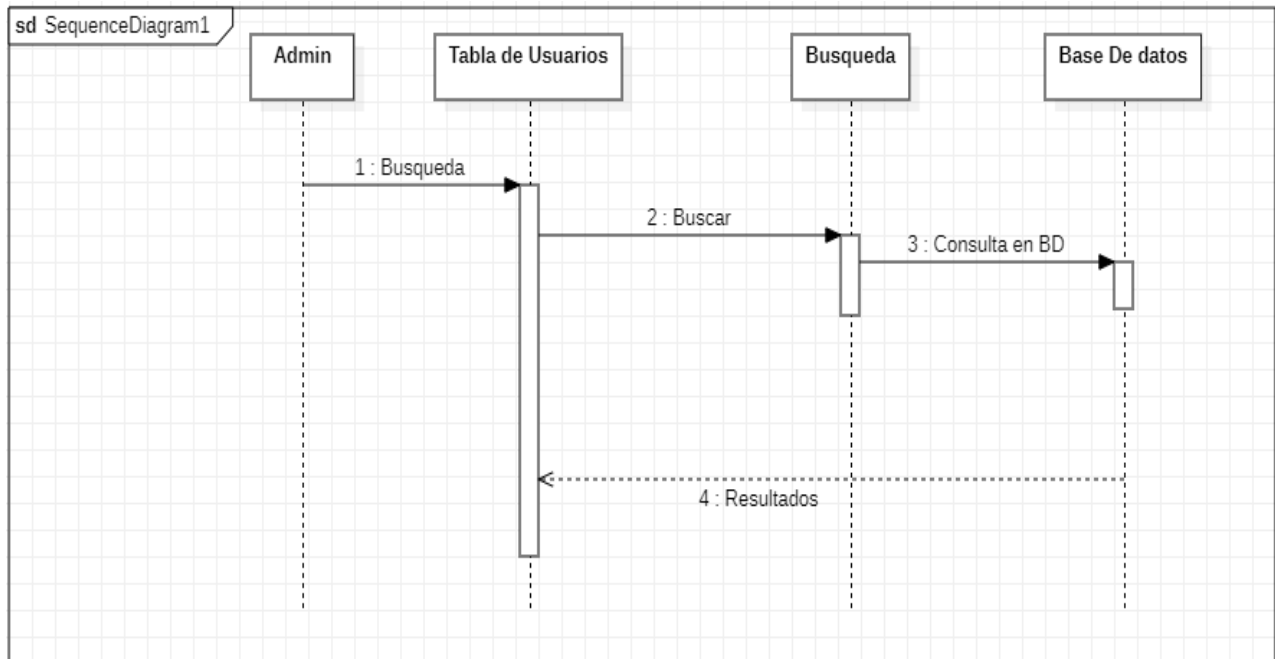 sd SequenceDiagram1
Admin
Tabla de Usuarios
Busqueda
Base De datos
1 : Busqueda
2 : Buscar
3 : Consulta en BD
4 : Resultados